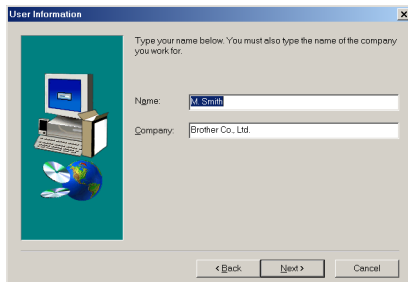 User Information
Type your name below. You must also type the name of the company
you work for.
Name: M. Smith
Company: Brother Co., Ltd.
< Back Next > Cancel